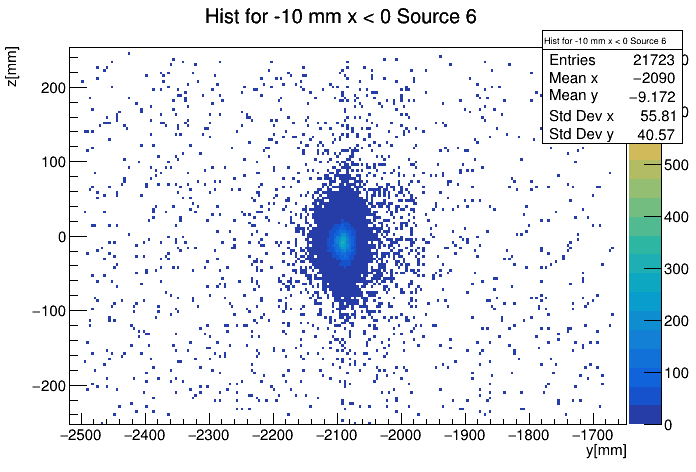 Hist for -10 mm x < 0 Source 6
Hist for -10 mm x < 0 Source 6
Entries 21723
Mean x −2090
Mean y −9.172
Std Dev x 55.81
Std Dev y 40.57
z[mm]
200
100
0
−100
−200
−2500 −2400 −2300 −2200 −2100 −2000 −1900 −1800 −1700
y[mm]
500
400
300
200
100
0